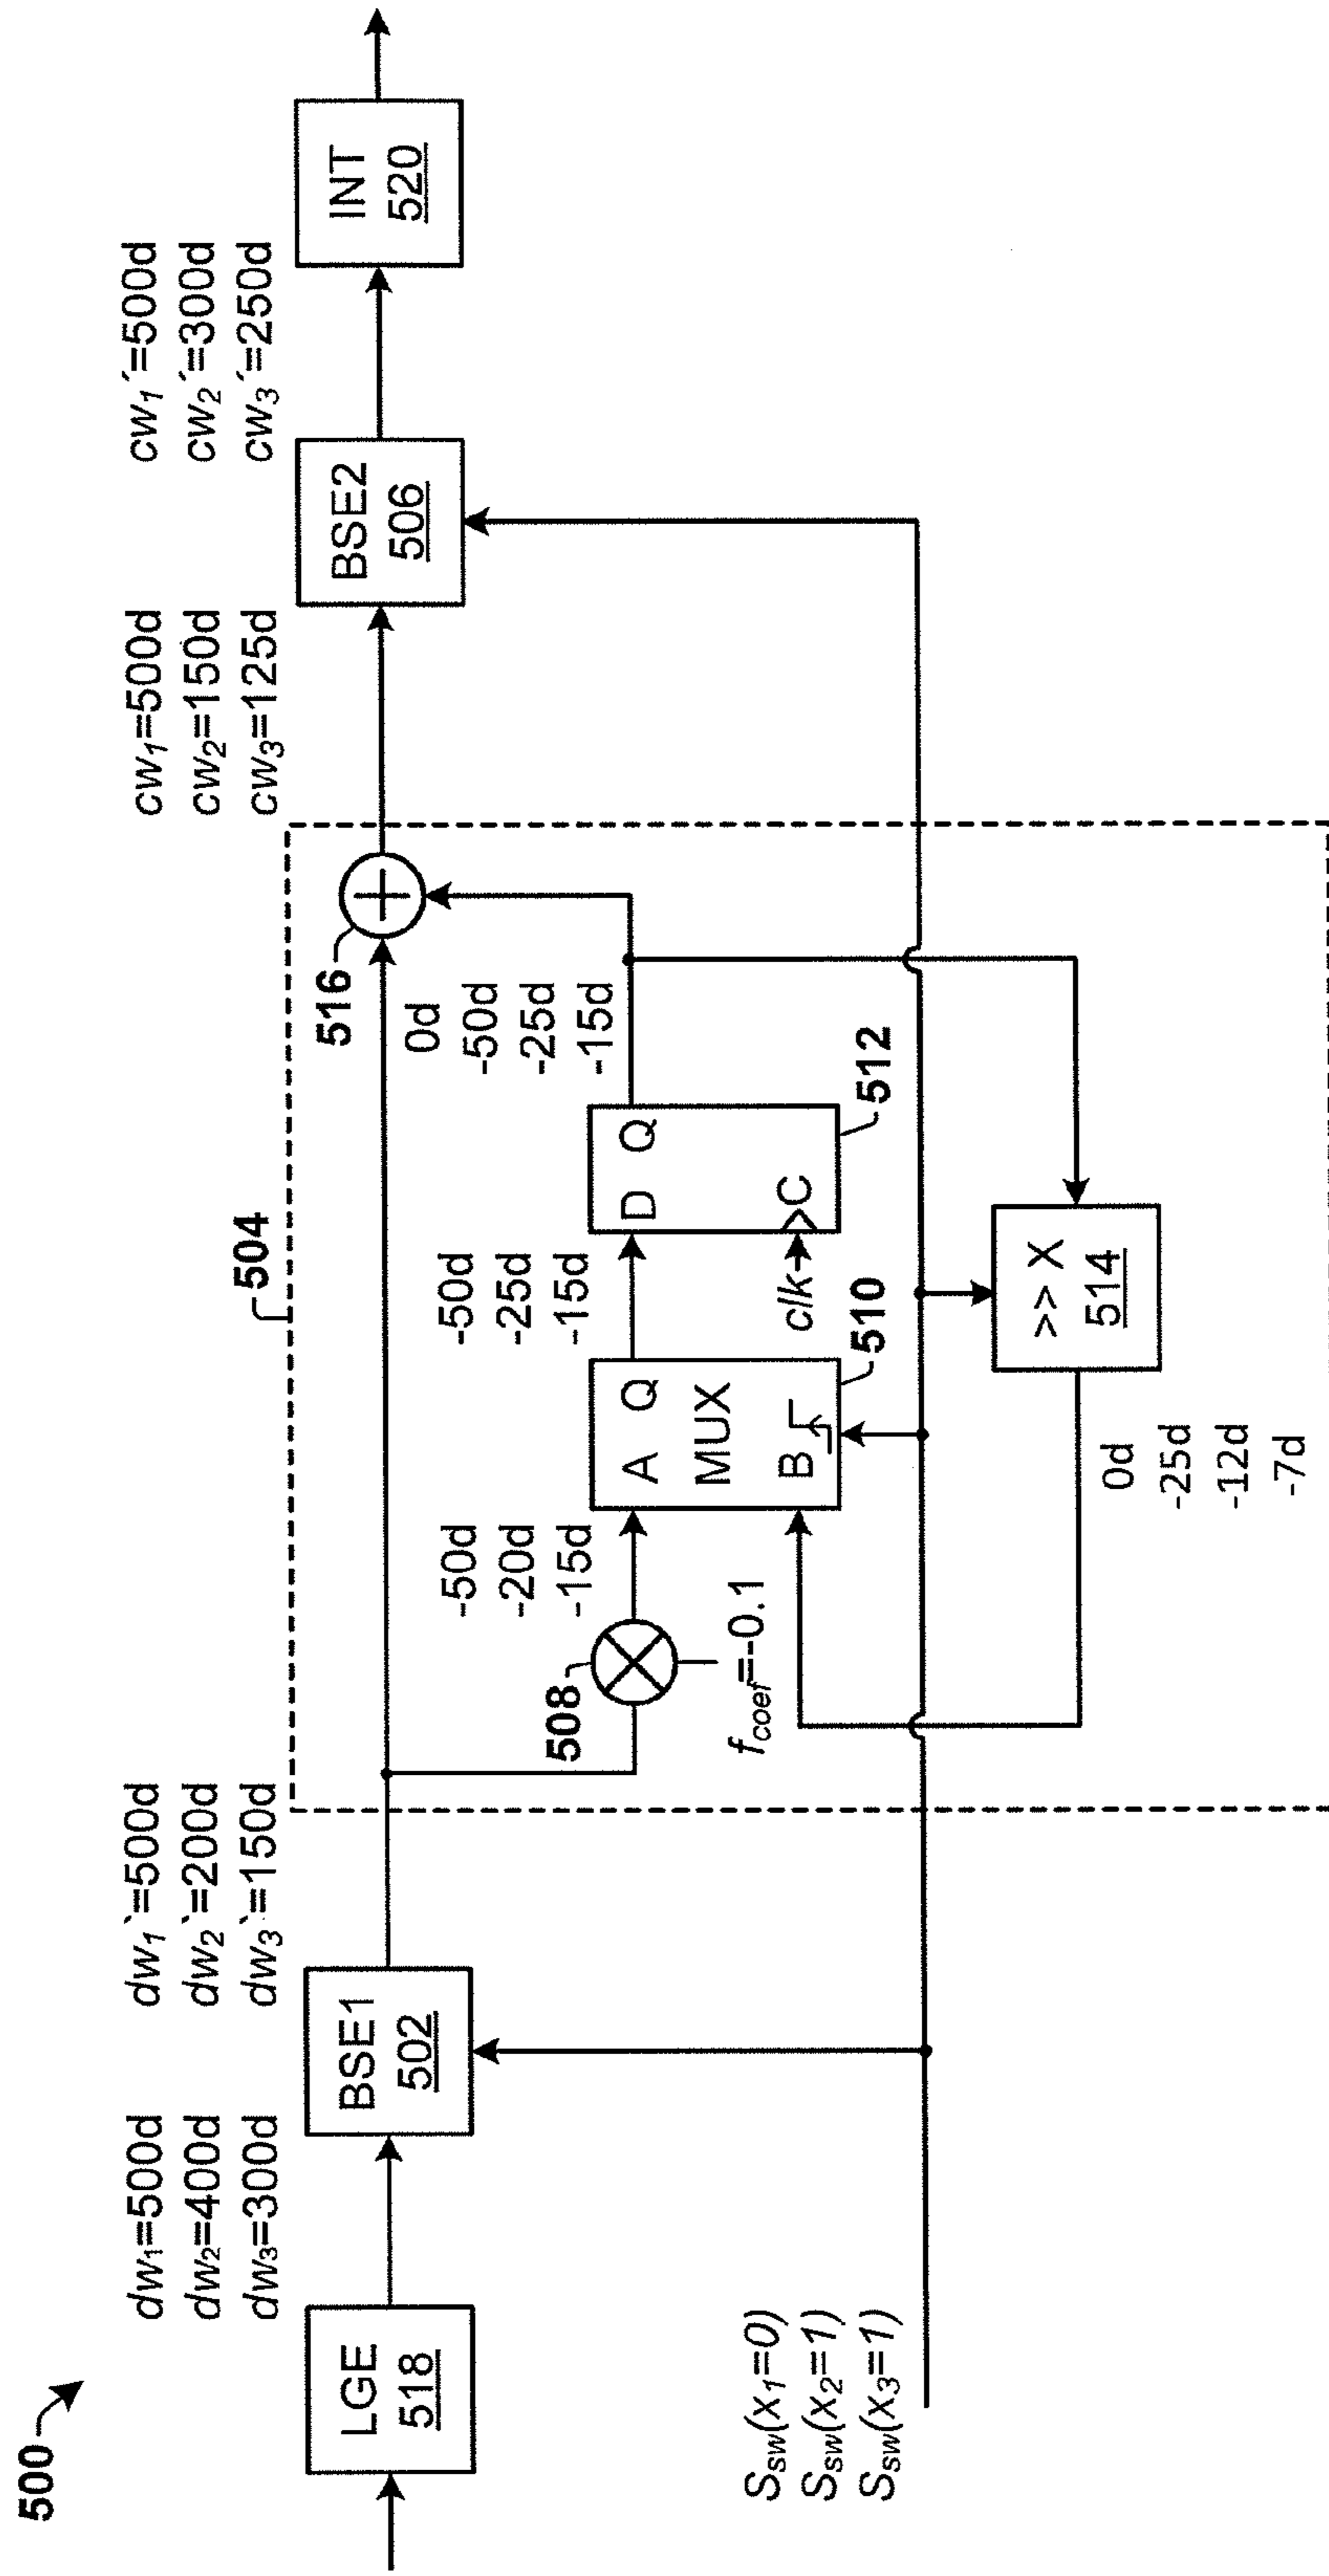 500
dw1=500d
dw2=400d
dw3=300d
dw1`=500d
dw2`=200d
dw3`=150d
cw1=500d
cw2=150d
cw3=125d
cw1´=500d
cw2´=300d
cw3´=250d
LGE
518
BSE1
502
504
516
BSE2
506
INT
520
508
-50d
-20d
-15d
fcoef=-0.1
A Q
MUX
B
510
-50d
-25d
-15d
D Q
C
clk
512
0d
-50d
-25d
-15d
Ssw(x1=0)
Ssw(x2=1)
Ssw(x3=1)
>> X
514
0d
-25d
-12d
-7d